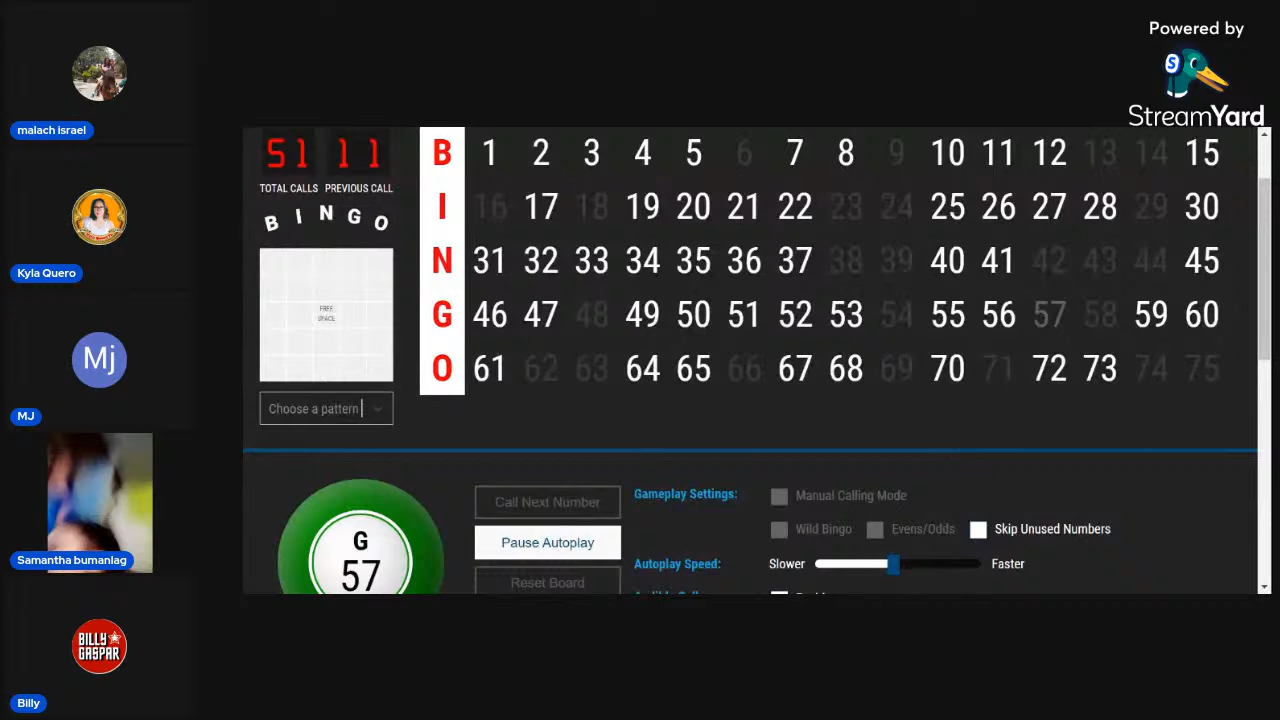 Powered by
S
StreamYard
malach israel
Kyla Quero
Mj
MJ
Samantha bumanlag
BILLY
GASPAR
Billy
51 11
TOTAL CALLS PREVIOUS CALL
B I N G O
FREE
SPACE
Choose a pattern
B 1 2 3 4 5 6 7 8 9 10 11 12 13 14 15
I 16 17 18 19 20 21 22 23 24 25 26 27 28 29 30
N 31 32 33 34 35 36 37 38 39 40 41 42 43 44 45
G 46 47 48 49 50 51 52 53 54 55 56 57 58 59 60
O 61 62 63 64 65 66 67 68 69 70 71 72 73 74 75
G
57
Call Next Number
Pause Autoplay
Reset Board
Gameplay Settings:
Manual Calling Mode
Wild Bingo Evens/Odds Skip Unused Numbers
Autoplay Speed: Slower Faster